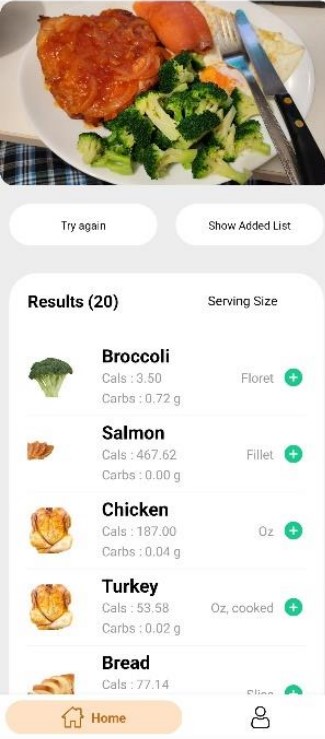 Try again
Show Added List
Results (20)
Serving Size
Broccoli
Cals : 3.50
Floret
Carbs : 0.72 g
Salmon
Cals : 467.62
Fillet
Carbs : 0.00 g
Chicken
Cals : 187.00
Oz
Carbs : 0.04 g
Turkey
Cals : 53.58
Oz, cooked
Carbs : 0.02 g
Bread
Cals : 77.14
Slice
Home